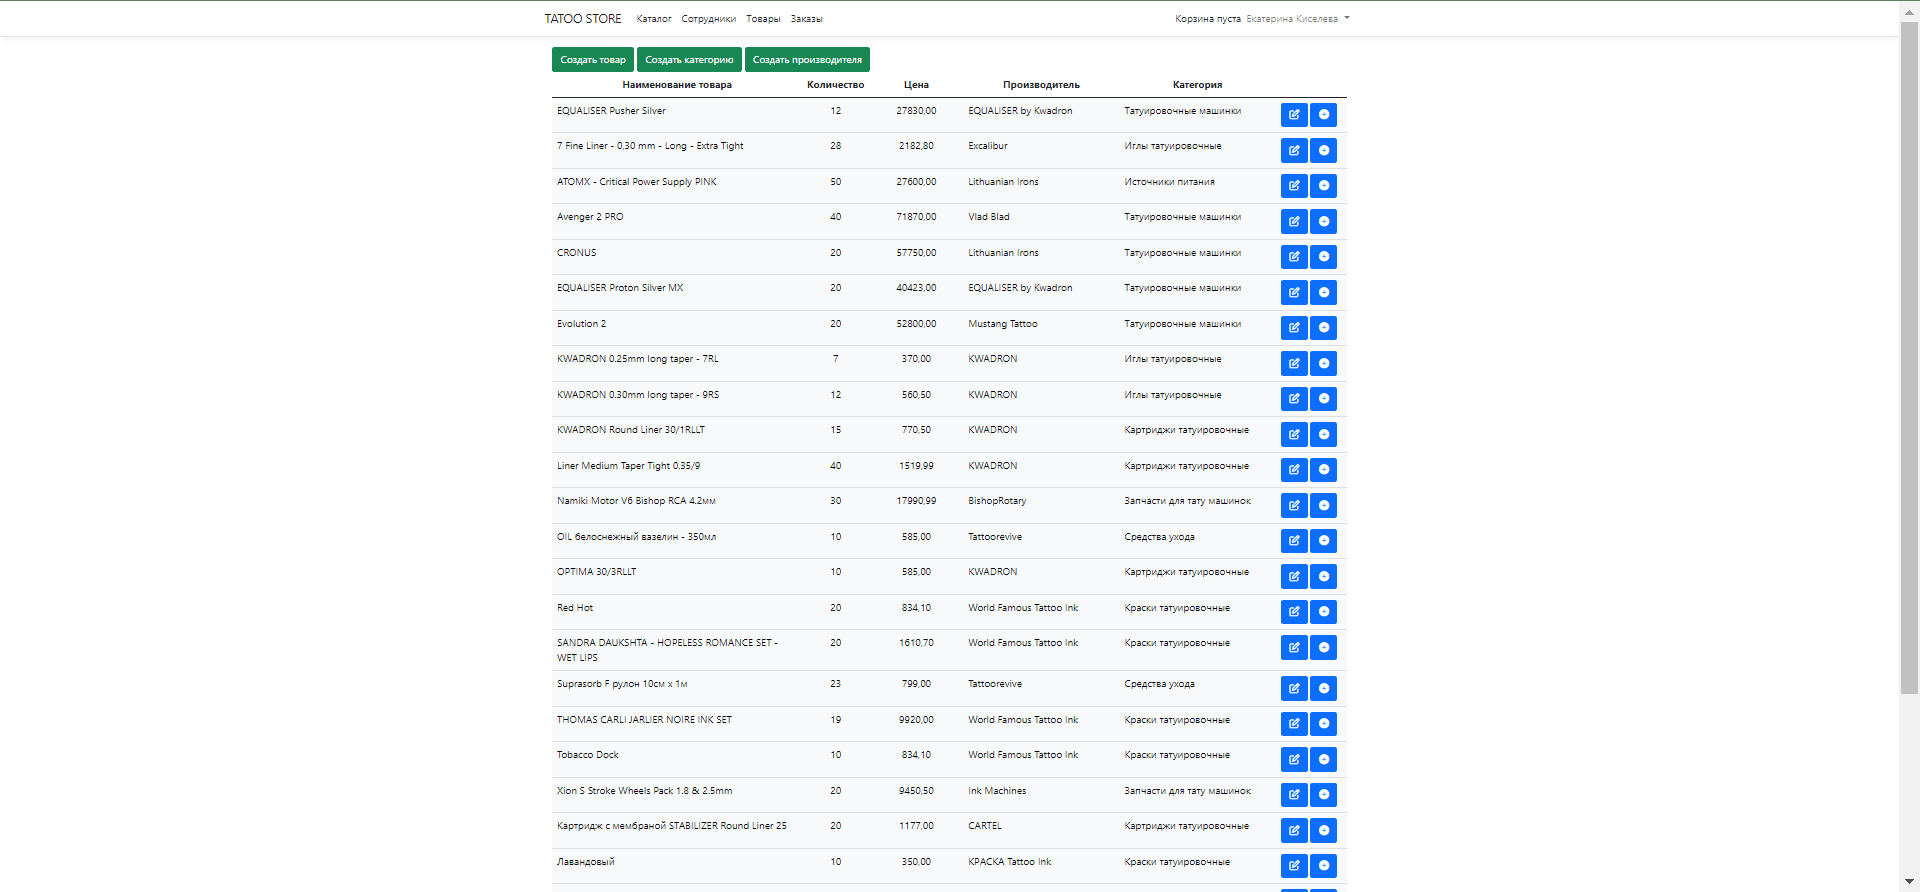 TATOO STORE Каталог Сотрудники Товары Заказы Корзина пуста Екатерина Киселева
Создать товар Создать категорию Создать производителя
Наименование товара Количество Цена Производитель Категория
EQUALISER Pusher Silver 12 27830,00 EQUALISER by Kwadron Татуировочные машинки
7 Fine Liner - 0,30 mm - Long - Extra Tight 28 2182,80 Excalibur Иглы татуировочные
ATOMX - Critical Power Supply PINK 50 27600,00 Lithuanian Irons Источники питания
Avenger 2 PRO 40 71870,00 Vlad Blad Татуировочные машинки
CRONUS 20 57750,00 Lithuanian Irons Татуировочные машинки
EQUALISER Proton Silver MX 20 40423,00 EQUALISER by Kwadron Татуировочные машинки
Evolution 2 20 52800,00 Mustang Tattoo Татуировочные машинки
KWADRON 0.25mm long taper - 7RL 7 370,00 KWADRON Иглы татуировочные
KWADRON 0.30mm long taper - 9RS 12 560,50 KWADRON Иглы татуировочные
KWADRON Round Liner 30/1RLLT 15 770,50 KWADRON Картриджи татуировочные
Liner Medium Taper Tight 0.35/9 40 1519,99 KWADRON Картриджи татуировочные
Namiki Motor V6 Bishop RCA 4.2мм 30 17990,99 BishopRotary Запчасти для тату машинок
OIL белоснежный вазелин - 350мл 10 585,00 Tattoorevive Средства ухода
OPTIMA 30/3RLLT 10 585,00 KWADRON Картриджи татуировочные
Red Hot 20 834,10 World Famous Tattoo Ink Краски татуировочные
SANDRA DAUKSHTA - HOPELESS ROMANCE SET - 20 1610,70 World Famous Tattoo Ink Краски татуировочные
WET LIPS
Suprasorb F рулон 10см x 1м 23 799,00 Tattoorevive Средства ухода
THOMAS CARLI JARLIER NOIRE INK SET 19 9920,00 World Famous Tattoo Ink Краски татуировочные
Tobacco Dock 10 834,10 World Famous Tattoo Ink Краски татуировочные
Xion S Stroke Wheels Pack 1.8 & 2.5mm 20 9450,50 Ink Machines Запчасти для тату машинок
Картридж с мембраной STABILIZER Round Liner 25 20 1177,00 CARTEL Картриджи татуировочные
Лавандовый 10 350,00 КРАСКА Tattoo Ink Краски татуировочные